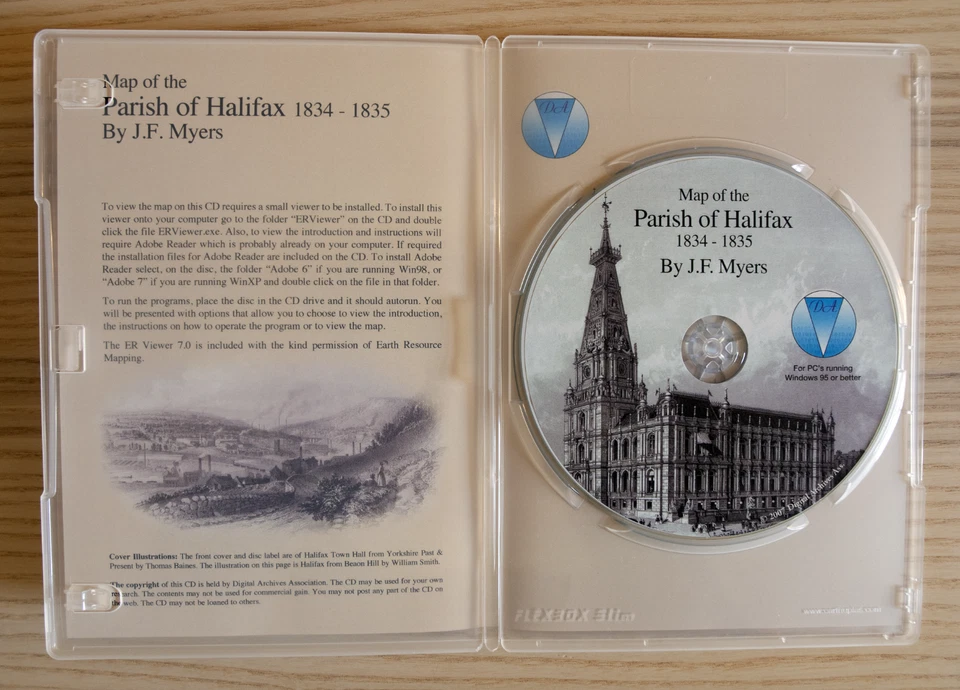 Map of the
Parish of Halifax 1834 - 1835
By J.F. Myers
To view the map on this CD requires a small viewer to be installed. To install this
viewer onto your computer go to the folder “ERViewer” on the CD and double
click the file ERViewer.exe. Also, to view the introduction and instructions will
require Adobe Reader which is probably already on your computer. If required
the installation files for Adobe Reader are included on the CD. To install Adobe
Reader select, on the disc, the folder “Adobe 6” if you are running Win98, or
“Adobe 7” if you are running WinXP and double click on the file in that folder.
To run the programs, place the disc in the CD drive and it should autorun. You
will be presented with options that allow you to choose to view the introduction,
the instructions on how to operate the program or to view the map.
The ER Viewer 7.0 is included with the kind permission of Earth Resource
Mapping.
Cover Illustrations: The front cover and disc label are of Halifax Town Hall from Yorkshire Past &
Present by Thomas Baines. The illustration on this page is Halifax from Beacon Hill by William Smith.
The copyright of this CD is held by Digital Archives Association. The CD may be used for your own
research. The contents may not be used for commercial gain. You may not post any part of the CD on
the web. The CD may not be loaned to others.
DA
Map of the
Parish of Halifax
1834 - 1835
By J.F. Myers
DA
For PC's running
Windows 95 or better
© 2007 Digital Archives Ass.
FLEXBOX Slim